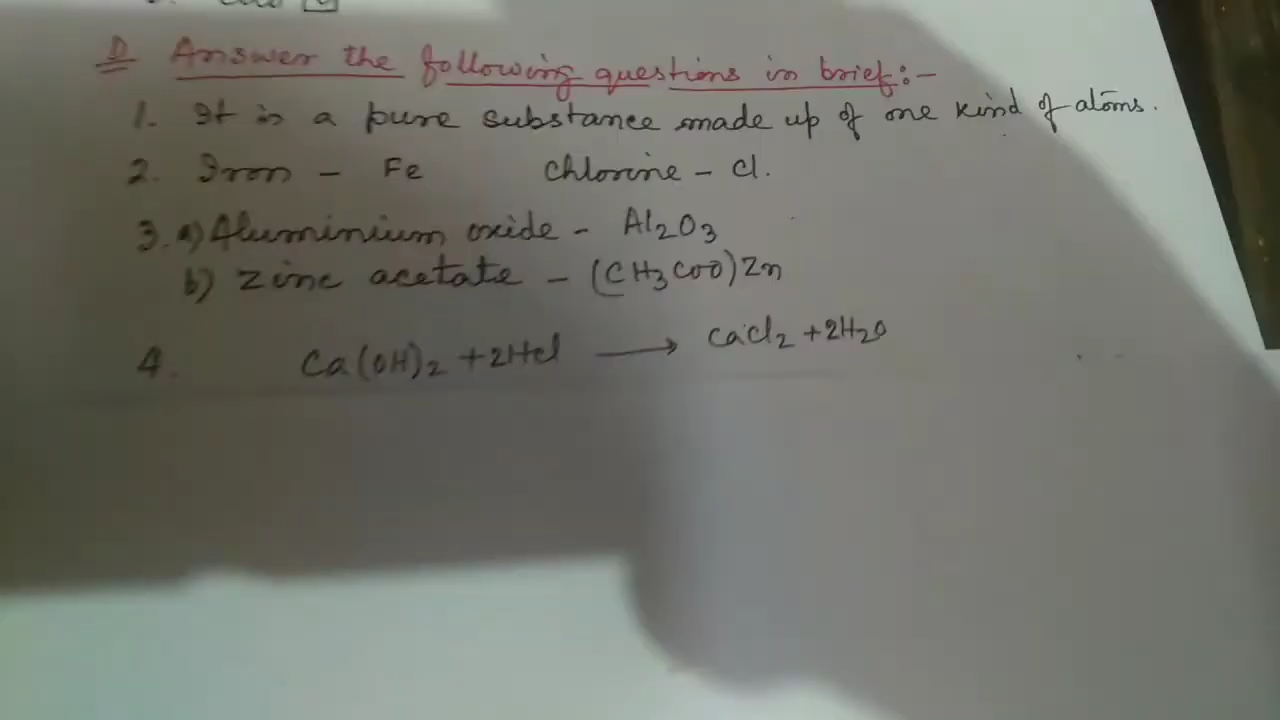 D Answer the following questions in brief:-
1. It is a pure substance made up of one kind of atoms.
2. Iron - Fe Chlorine - Cl.
3. a) Aluminium oxide - Al2O3
b) Zinc acetate - (CH3COO)Zn
4. Ca(OH)2 +2HCl ⟶ CaCl2 +2H2O